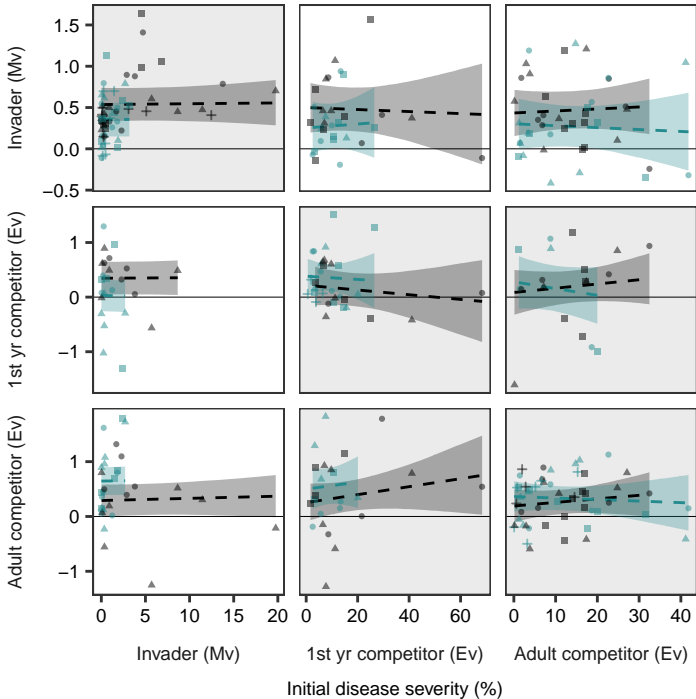 Invader (Mv)
1.5
1.0
0.5
0.0
−0.5
1st yr competitor (Ev)
1
0
−1
Adult competitor (Ev)
1
0
−1
0 5 10 15 20
0 20 40 60
0 10 20 30 40
Invader (Mv) 1st yr competitor (Ev) Adult competitor (Ev)
Initial disease severity (%)